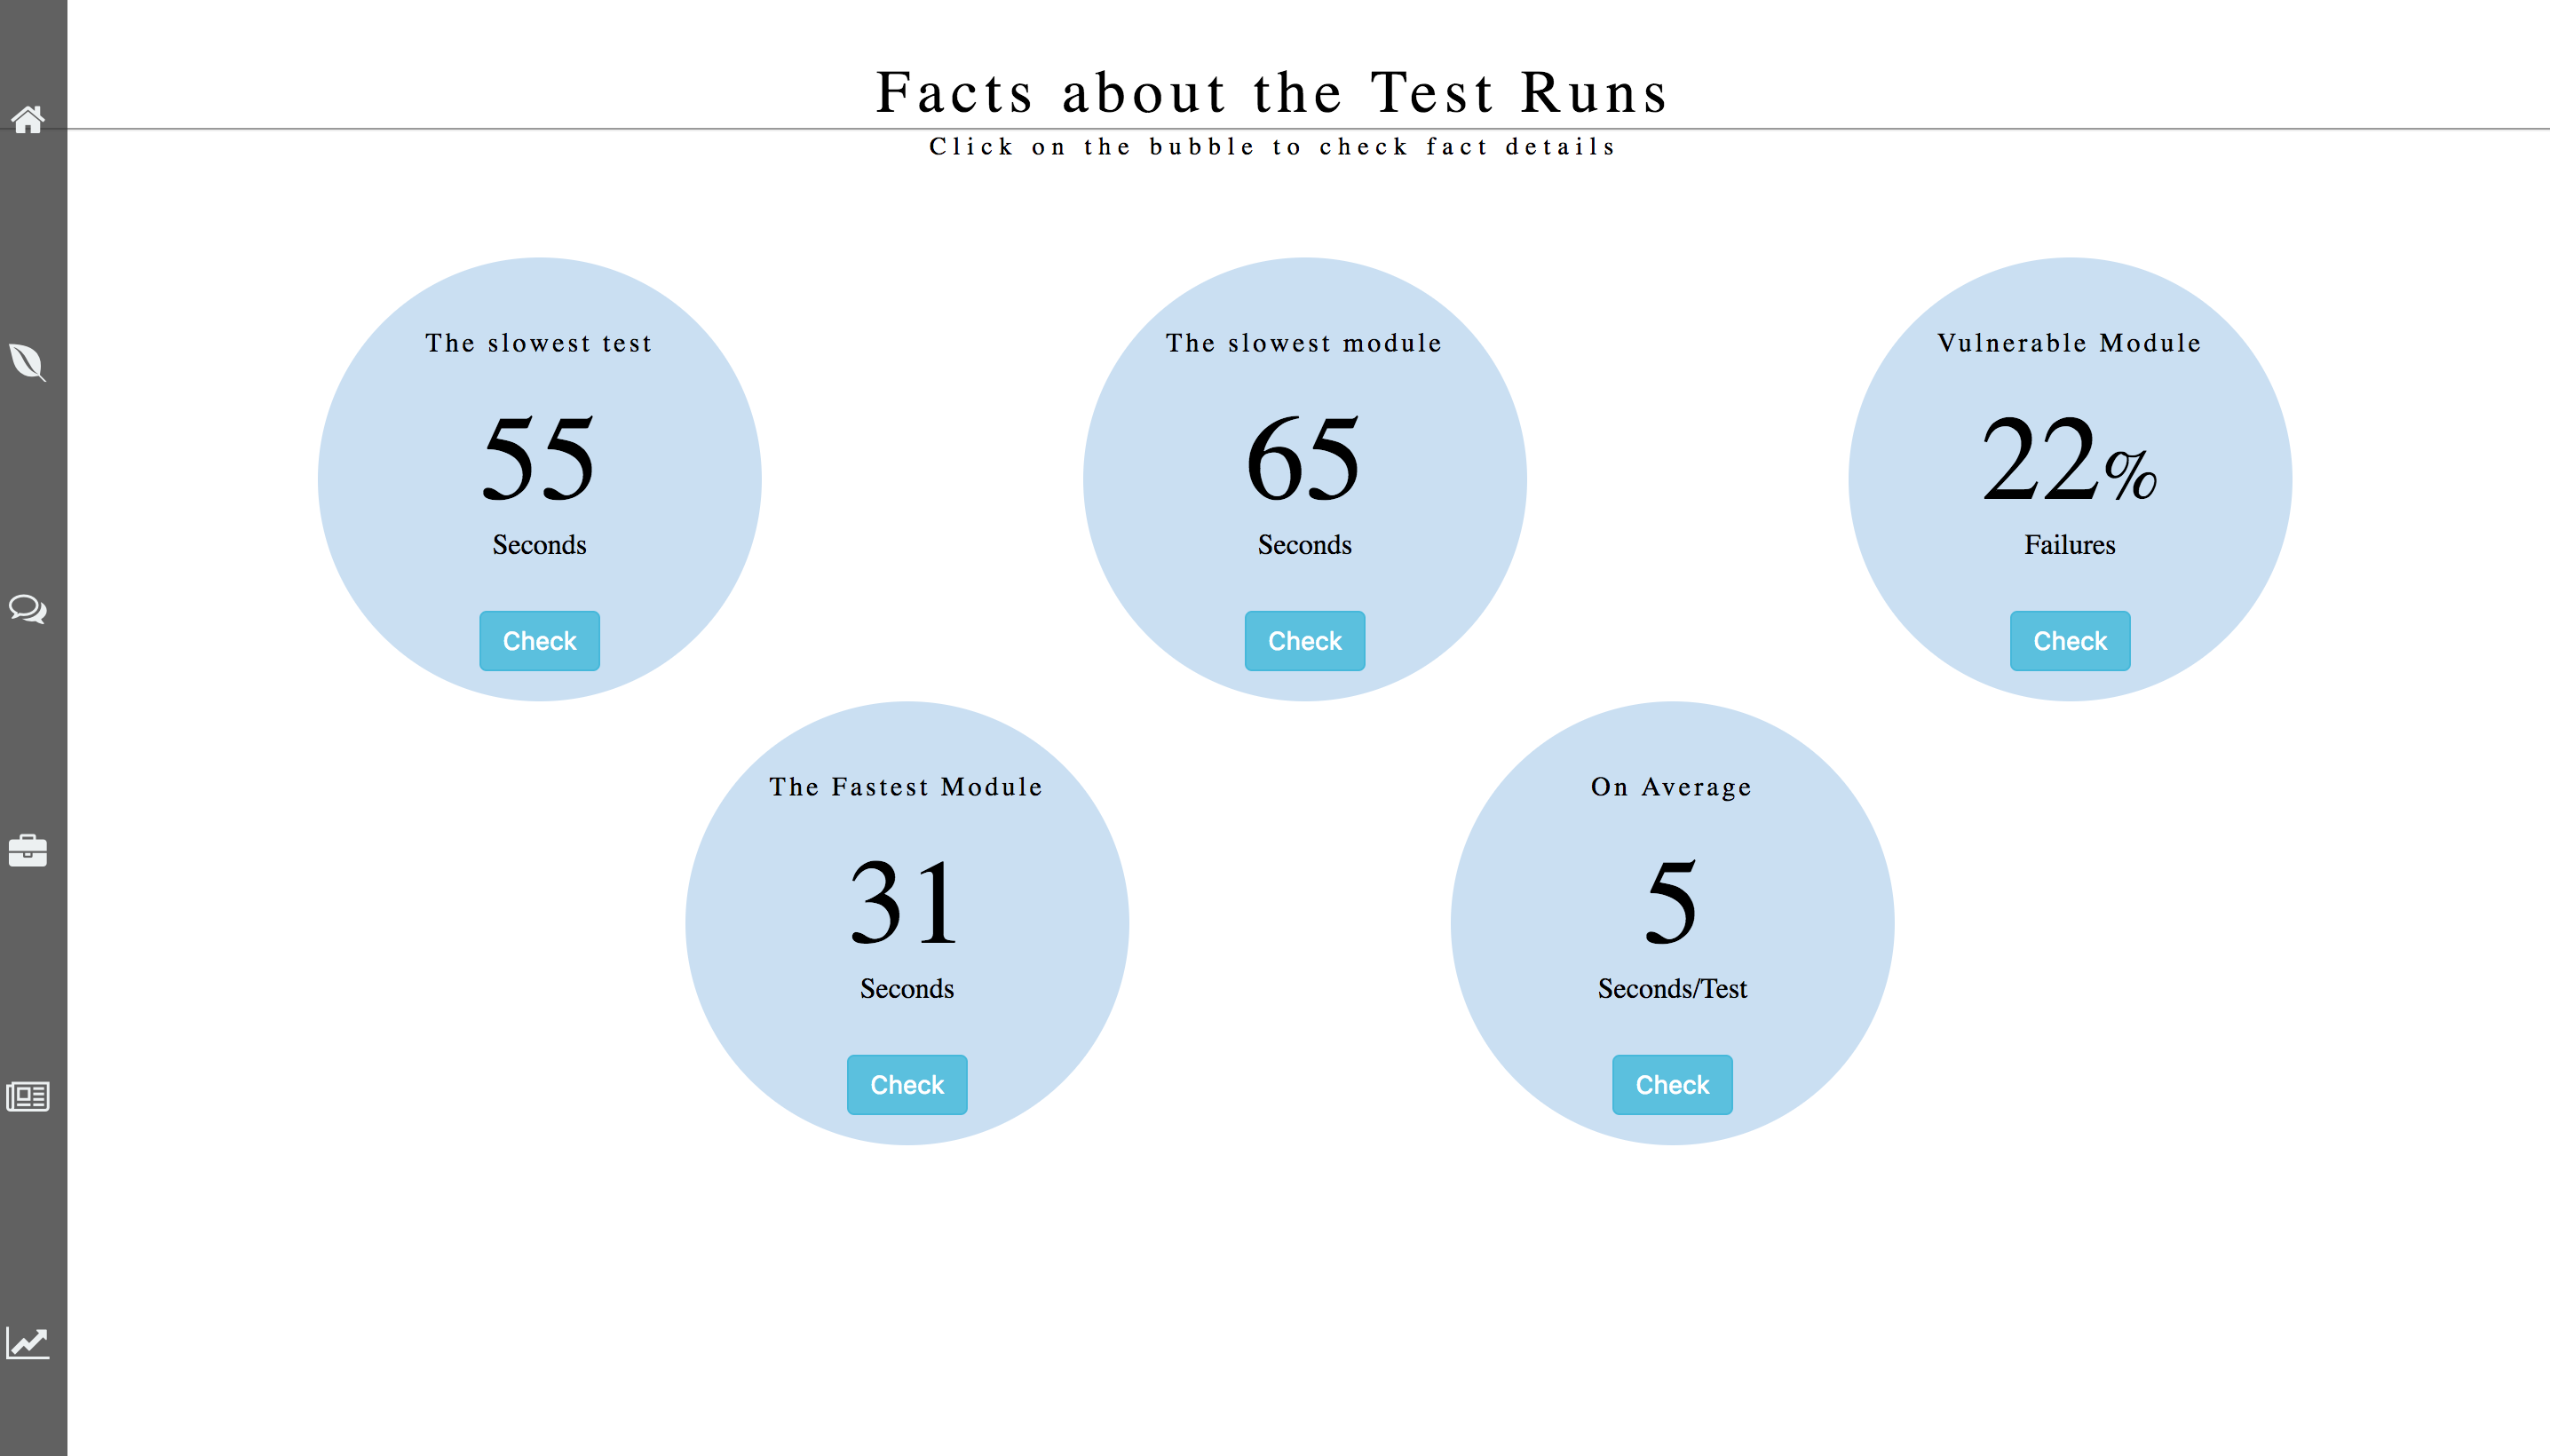 Facts about the Test Runs
Click on the bubble to check fact details
The slowest test
55
Seconds
Check
The slowest module
65
Seconds
Check
Vulnerable Module
22%
Failures
Check
The Fastest Module
31
Seconds
Check
On Average
5
Seconds/Test
Check